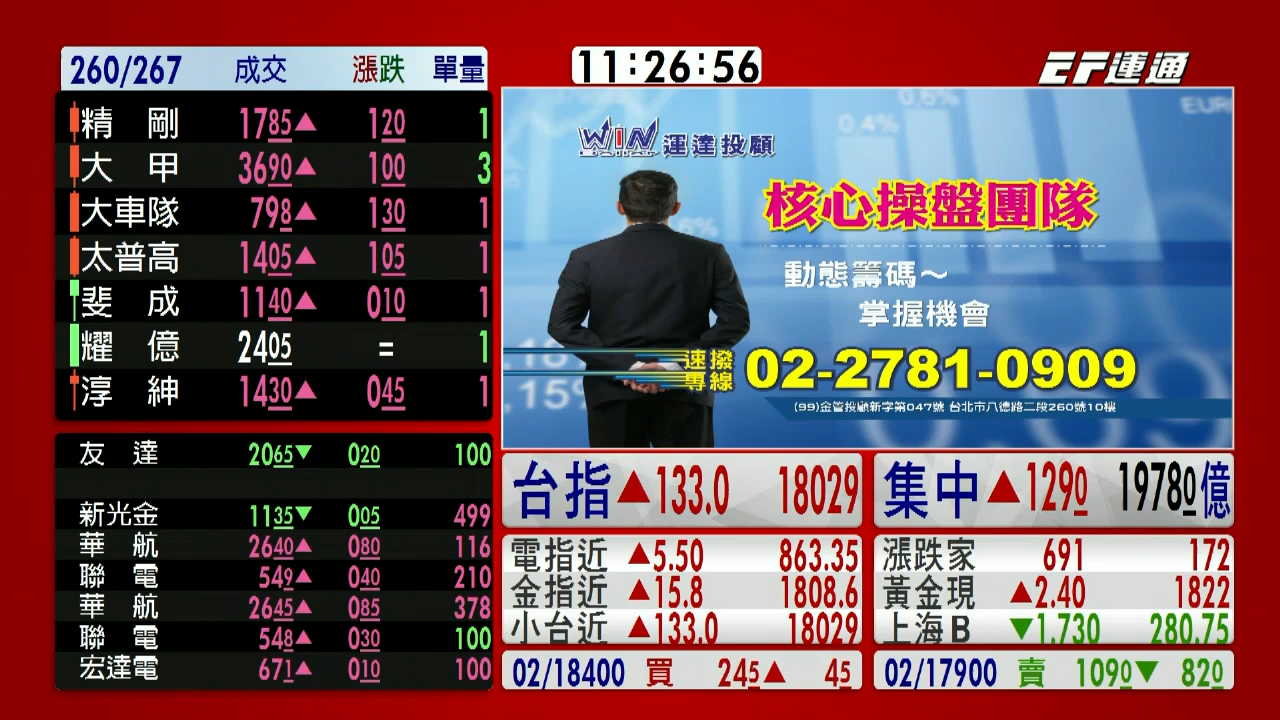 260/267 成交 漲跌 單量
精剛 1785▲ 120 1
大甲 3690▲ 100 3
大車隊 798▲ 130 1
太普高 1405▲ 105 1
斐成 1140▲ 010 1
耀億 2405 = 1
淳紳 1430▲ 045 1
友達 2065▼ 020 100
新光金 1135▼ 005 499
華航 2640▲ 080 116
聯電 549▲ 040 210
華航 2645▲ 085 378
聯電 548▲ 030 100
宏達電 671▲ 010 100
11:26:56
EF運通
WIN 運達投顧
核心操盤團隊
動態籌碼～
掌握機會
速撥專線 02-2781-0909
(99)金管投顧新字第047號 台北市八德路二段260號10樓
台指▲133.0 18029
集中▲1290 19780億
電指近 ▲5.50 863.35
金指近 ▲15.8 1808.6
小台近 ▲133.0 18029
漲跌家 691 172
黃金現 ▲2.40 1822
上海B ▼1.730 280.75
02/18400 買 245▲ 45
02/17900 賣 1090▼ 820